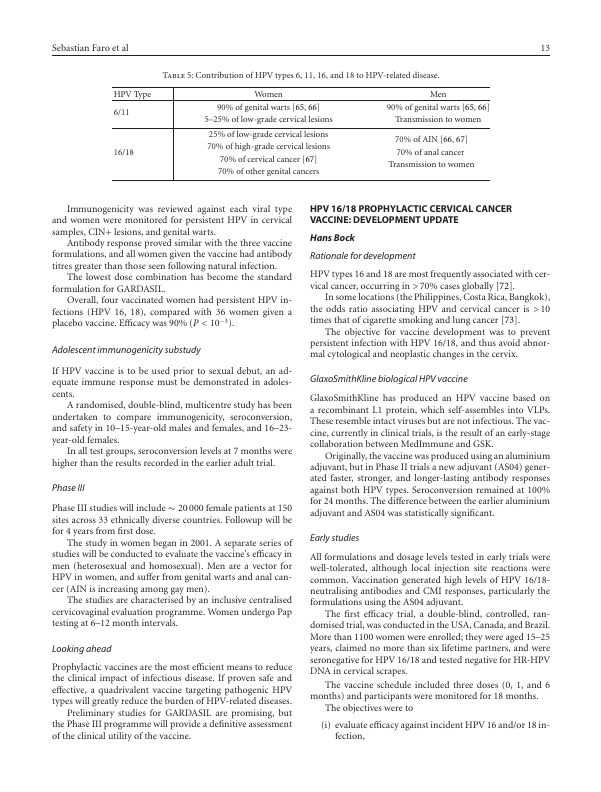 Sebastian Faro et al 13
TABLE 5: Contribution of HPV types 6, 11, 16, and 18 to HPV-related disease.
HPV Type Women Men
6/11
90% of genital warts [65, 66] 90% of genital warts [65, 66]
5–25% of low-grade cervical lesions Transmission to women
16/18
25% of low-grade cervical lesions
70% of high-grade cervical lesions
70% of cervical cancer [67]
70% of other genital cancers
70% of AIN [66, 67]
70% of anal cancer
Transmission to women
Immunogenicity was reviewed against each viral type
and women were monitored for persistent HPV in cervical
samples, CIN+ lesions, and genital warts.
Antibody response proved similar with the three vaccine
formulations, and all women given the vaccine had antibody
titres greater than those seen following natural infection.
The lowest dose combination has become the standard
formulation for GARDASIL.
Overall, four vaccinated women had persistent HPV in-
fections (HPV 16, 18), compared with 36 women given a
placebo vaccine. Efficacy was 90% (P < 10⁻³).
Adolescent immunogenicity substudy
If HPV vaccine is to be used prior to sexual debut, an ad-
equate immune response must be demonstrated in adoles-
cents.
A randomised, double-blind, multicentre study has been
undertaken to compare immunogenicity, seroconversion,
and safety in 10–15-year-old males and females, and 16–23-
year-old females.
In all test groups, seroconversion levels at 7 months were
higher than the results recorded in the earlier adult trial.
Phase III
Phase III studies will include ∼ 20 000 female patients at 150
sites across 33 ethnically diverse countries. Followup will be
for 4 years from first dose.
The study in women began in 2001. A separate series of
studies will be conducted to evaluate the vaccine's efficacy in
men (heterosexual and homosexual). Men are a vector for
HPV in women, and suffer from genital warts and anal can-
cer (AIN is increasing among gay men).
The studies are characterised by an inclusive centralised
cervicovaginal evaluation programme. Women undergo Pap
testing at 6–12 month intervals.
Looking ahead
Prophylactic vaccines are the most efficient means to reduce
the clinical impact of infectious disease. If proven safe and
effective, a quadrivalent vaccine targeting pathogenic HPV
types will greatly reduce the burden of HPV-related diseases.
Preliminary studies for GARDASIL are promising, but
the Phase III programme will provide a definitive assessment
of the clinical utility of the vaccine.
HPV 16/18 PROPHYLACTIC CERVICAL CANCER
VACCINE: DEVELOPMENT UPDATE
Hans Bock
Rationale for development
HPV types 16 and 18 are most frequently associated with cer-
vical cancer, occurring in > 70% cases globally [72].
In some locations (the Philippines, Costa Rica, Bangkok),
the odds ratio associating HPV and cervical cancer is > 10
times that of cigarette smoking and lung cancer [73].
The objective for vaccine development was to prevent
persistent infection with HPV 16/18, and thus avoid abnor-
mal cytological and neoplastic changes in the cervix.
GlaxoSmithKline biological HPV vaccine
GlaxoSmithKline has produced an HPV vaccine based on
a recombinant L1 protein, which self-assembles into VLPs.
These resemble intact viruses but are not infectious. The vac-
cine, currently in clinical trials, is the result of an early-stage
collaboration between MedImmune and GSK.
Originally, the vaccine was produced using an aluminium
adjuvant, but in Phase II trials a new adjuvant (AS04) gener-
ated faster, stronger, and longer-lasting antibody responses
against both HPV types. Seroconversion remained at 100%
for 24 months. The difference between the earlier aluminium
adjuvant and AS04 was statistically significant.
Early studies
All formulations and dosage levels tested in early trials were
well-tolerated, although local injection site reactions were
common. Vaccination generated high levels of HPV 16/18-
neutralising antibodies and CMI responses, particularly the
formulations using the AS04 adjuvant.
The first efficacy trial, a double-blind, controlled, ran-
domised trial, was conducted in the USA, Canada, and Brazil.
More than 1100 women were enrolled; they were aged 15–25
years, claimed no more than six lifetime partners, and were
seronegative for HPV 16/18 and tested negative for HR-HPV
DNA in cervical scrapes.
The vaccine schedule included three doses (0, 1, and 6
months) and participants were monitored for 18 months.
The objectives were to
(i) evaluate efficacy against incident HPV 16 and/or 18 in-
fection,